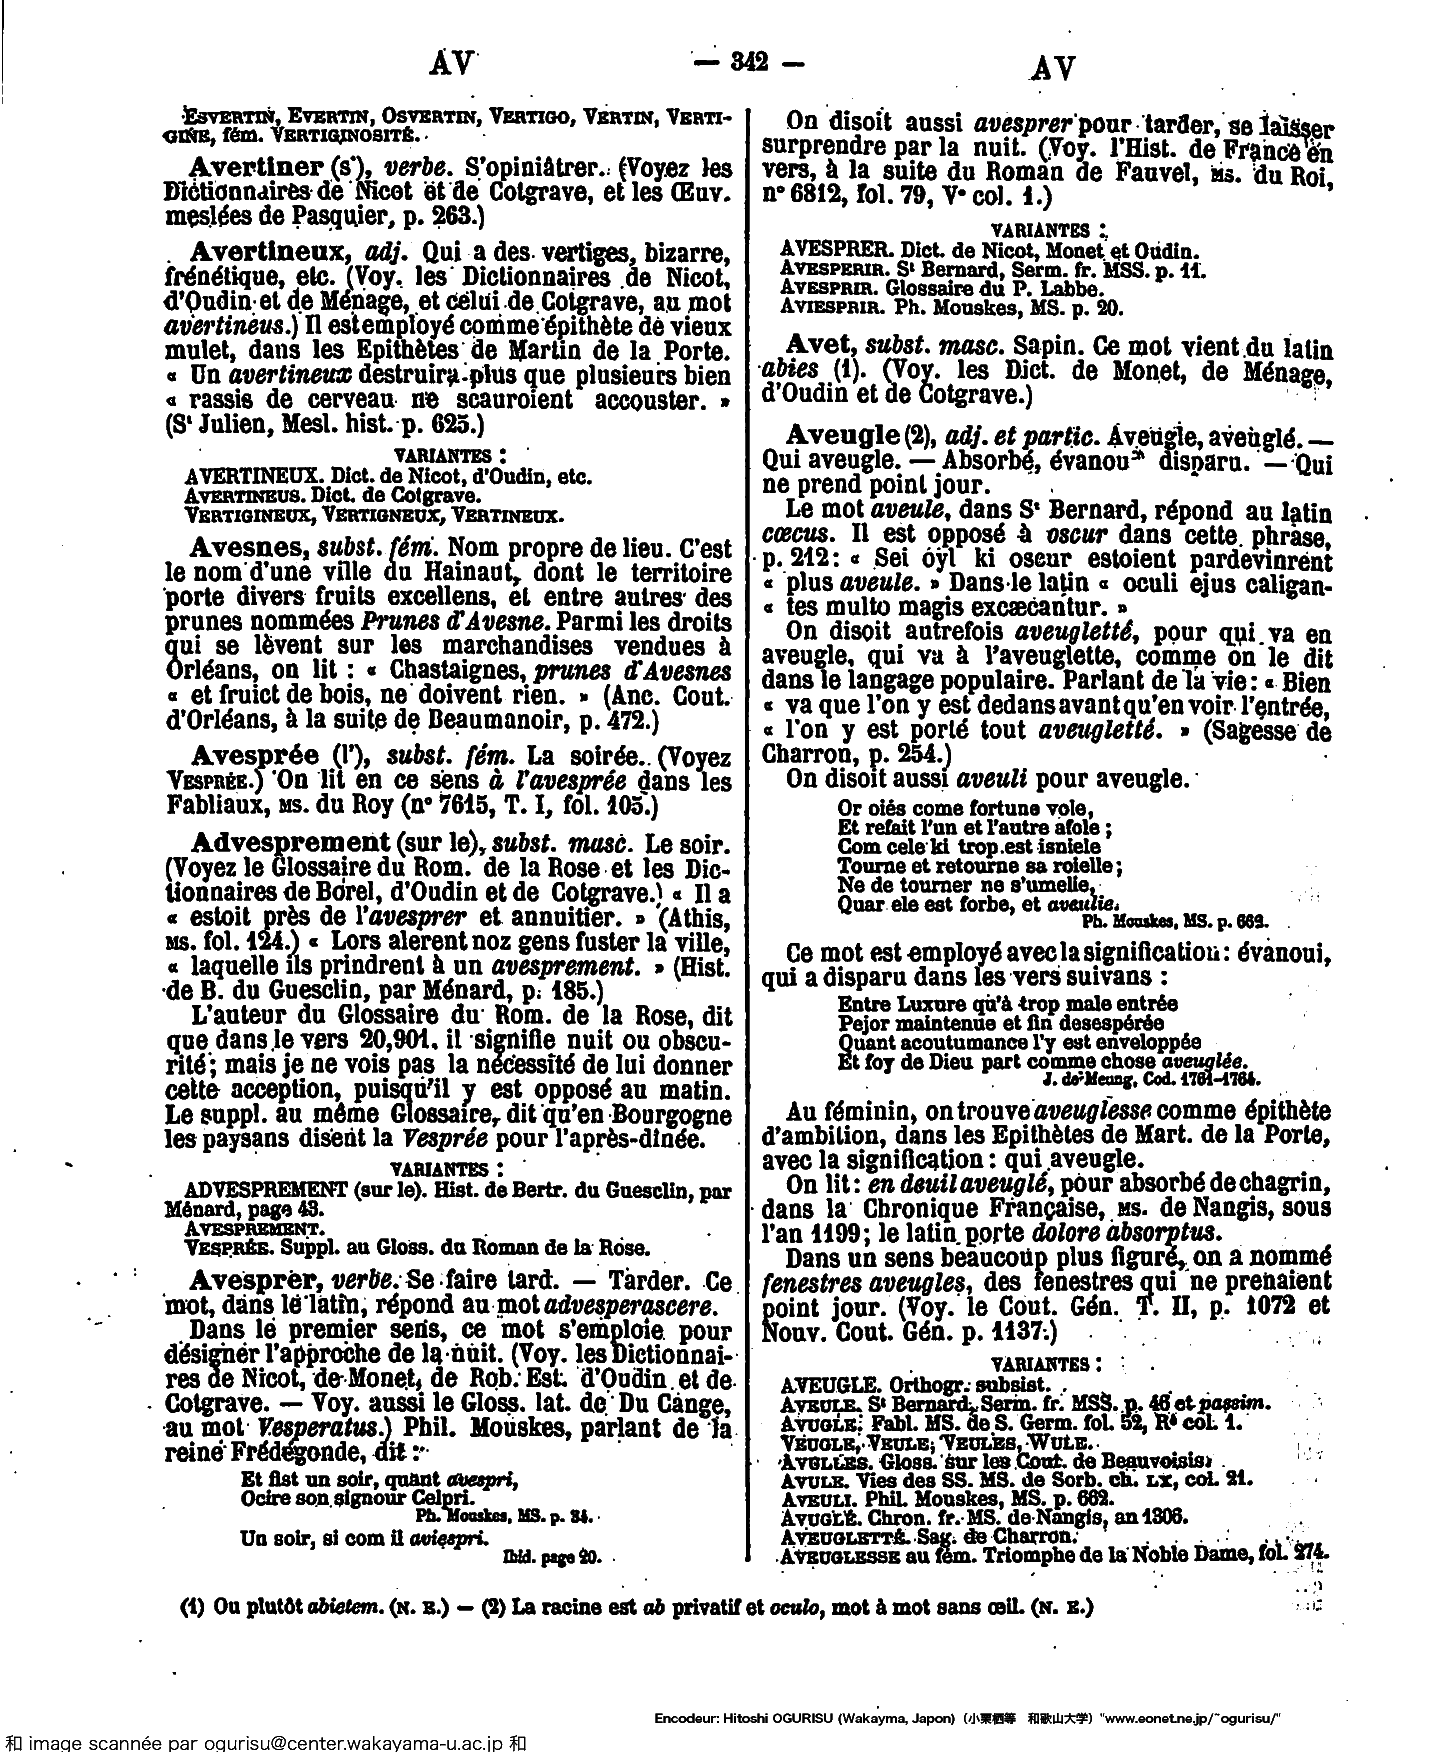 AV — 342 — AV
ESVERTIN, EVERTIN, OSVERTIN, VERTIGO, VERTIN, VERTI-
GINE, fém. VERTIGINOSITÉ.
Avertiner (s'), verbe. S'opiniâtrer. (Voyez les
Dictionnaires de Nicot et de Cotgrave, et les Œuv.
meslées de Pasquier, p. 263.)
Avertineux, adj. Qui a des vertiges, bizarre,
frénétique, etc. (Voy. les Dictionnaires de Nicot,
d'Oudin et de Ménage, et celui de Cotgrave, au mot
avertineus.) Il est employé comme épithète de vieux
mulet, dans les Epithètes de Martin de la Porte.
« Un avertineux destruira plus que plusieurs bien
« rassis de cerveau ne scauroient accouster. »
(St Julien, Mesl. hist. p. 625.)
VARIANTES :
AVERTINEUX. Dict. de Nicot, d'Oudin, etc.
AVERTINEUS. Dict. de Cotgrave.
VERTIGINEUX, VERTIGNEUX, VERTINEUX.
Avesnes, subst. fém. Nom propre de lieu. C'est
le nom d'une ville du Hainaut, dont le territoire
porte divers fruits excellens, et entre autres des
prunes nommées Prunes d'Avesne. Parmi les droits
qui se lèvent sur les marchandises vendues à
Orléans, on lit : « Chastaignes, prunes d'Avesnes
« et fruict de bois, ne doivent rien. » (Anc. Cout.
d'Orléans, à la suite de Beaumanoir, p. 472.)
Avesprée (l'), subst. fém. La soirée. (Voyez
VESPRÉE.) On lit en ce sens à l'avesprée dans les
Fabliaux, MS. du Roy (n° 7615, T. I, fol. 105.)
Advesprement (sur le), subst. masc. Le soir.
(Voyez le Glossaire du Rom. de la Rose et les Dic-
tionnaires de Borel, d'Oudin et de Cotgrave.) « Il a
« estoit près de l'avesprer et annuitier. » (Athis,
MS. fol. 124.) « Lors alerent noz gens fuster la ville,
« laquelle ils prindrent à un avesprement. » (Hist.
de B. du Guesclin, par Ménard, p. 185.)
L'auteur du Glossaire du Rom. de la Rose, dit
que dans le vers 20,901, il signifie nuit ou obscu-
rité ; mais je ne vois pas la nécessité de lui donner
cette acception, puisqu'il y est opposé au matin.
Le suppl. au même Glossaire, dit qu'en Bourgogne
les paysans disent la Vesprée pour l'après-dînée.
VARIANTES :
ADVESPREMENT (sur le). Hist. de Bertr. du Guesclin, par
Ménard, page 43.
AVESPREMENT.
VESPRÉE. Suppl. au Gloss. du Roman de la Rose.
Avesprer, verbe. Se faire tard. — Tarder. Ce
mot, dans le latin, répond au mot advesperascere.
Dans le premier sens, ce mot s'emploie pour
désigner l'approche de la nuit. (Voy. les Dictionnai-
res de Nicot, de Monet, de Rob. Est. d'Oudin et de
Cotgrave. — Voy. aussi le Gloss. lat. de Du Cange,
au mot Vesperatus.) Phil. Mouskes, parlant de la
reine Frédégonde, dit :
Et fist un soir, quant avespri,
Ocire son signour Celpri.
Ph. Mouskes, MS. p. 34.
Un soir, si com il aviespri.
Ibid. page 20.
On disoit aussi avesprer pour tarder, se laisser
surprendre par la nuit. (Voy. l'Hist. de France en
vers, à la suite du Roman de Fauvel, MS. du Roi,
n° 6812, fol. 79, V° col. 1.)
VARIANTES :
AVESPRER. Dict. de Nicot, Monet et Oudin.
AVESPERIR. St Bernard, Serm. fr. MSS. p. 11.
AVESPRIR. Glossaire du P. Labbe.
AVIESPRIR. Ph. Mouskes, MS. p. 20.
Avet, subst. masc. Sapin. Ce mot vient du latin
abies (1). (Voy. les Dict. de Monet, de Ménage,
d'Oudin et de Cotgrave.)
Aveugle (2), adj. et partic. Aveugle, aveuglé. —
Qui aveugle. — Absorbé, évanoui disparu. — Qui
ne prend point jour.
Le mot aveule, dans St Bernard, répond au latin
cœcus. Il est opposé à oscur dans cette phrase,
p. 212 : « Sei oyl ki oscur estoient pardevinrent
« plus aveule. » Dans le latin « oculi ejus caligan-
« tes multo magis excæcantur. »
On disoit autrefois aveugletté, pour qui va en
aveugle, qui va à l'aveuglette, comme on le dit
dans le langage populaire. Parlant de la vie : « Bien
« va que l'on y est dedans avant qu'en voir l'entrée,
« l'on y est porté tout aveugletté. » (Sagesse de
Charron, p. 254.)
On disoit aussi aveuli pour aveugle.
Or oiés come fortune vole,
Et refait l'un et l'autre afole ;
Com cele ki trop est isniele
Tourne et retourne sa roielle ;
Ne de tourner ne s'umelie,
Quar ele est forbe, et aveulie.
Ph. Mouskes, MS. p. 662.
Ce mot est employé avec la signification : évanoui,
qui a disparu dans les vers suivans :
Entre Luxure qu'à trop male entrée
Pejor maintenue et fin desespérée
Quant acoutumance l'y est enveloppée
Et foy de Dieu part comme chose aveuglée.
J. de Meung, Cod. 1761-1764.
Au féminin, on trouve aveuglesse comme épithète
d'ambition, dans les Epithètes de Mart. de la Porte,
avec la signification : qui aveugle.
On lit : en deuil aveuglé, pour absorbé de chagrin,
dans la Chronique Française, MS. de Nangis, sous
l'an 1199 ; le latin porte dolore absorptus.
Dans un sens beaucoup plus figuré, on a nommé
fenestres aveugles, des fenestres qui ne prenaient
point jour. (Voy. le Cout. Gén. T. II, p. 1072 et
Nouv. Cout. Gén. p. 1137.)
VARIANTES :
AVEUGLE. Orthogr. subsist.
AVEULE. St Bernard, Serm. fr. MSS. p. 46 et passim.
AVUGLE. Fabl. MS. de S. Germ. fol. 52, R° col. 1.
VEUGLE, VEULE, VEULES, WULE.
AVGLLES. Gloss. sur les Cout. de Beauvoisis.
AVULE. Vies des SS. MS. de Sorb. ch. LX, col. 21.
AVEULI. Phil. Mouskes, MS. p. 662.
AVUGLÉ. Chron. fr. MS. de Nangis, an 1306.
AVEUGLETTÉ. Sag. de Charron.
AVEUGLESSE au fém. Triomphe de la Noble Dame, fol. 274.
(1) Ou plutôt abietem. (N. E.) — (2) La racine est ab privatif et oculo, mot à mot sans œil. (N. E.)
Encodeur: Hitoshi OGURISU (Wakayma, Japon) (小栗栖等 和歌山大学) "www.eonet.ne.jp/~ogurisu/"
和 image scannée par ogurisu@center.wakayama-u.ac.jp 和